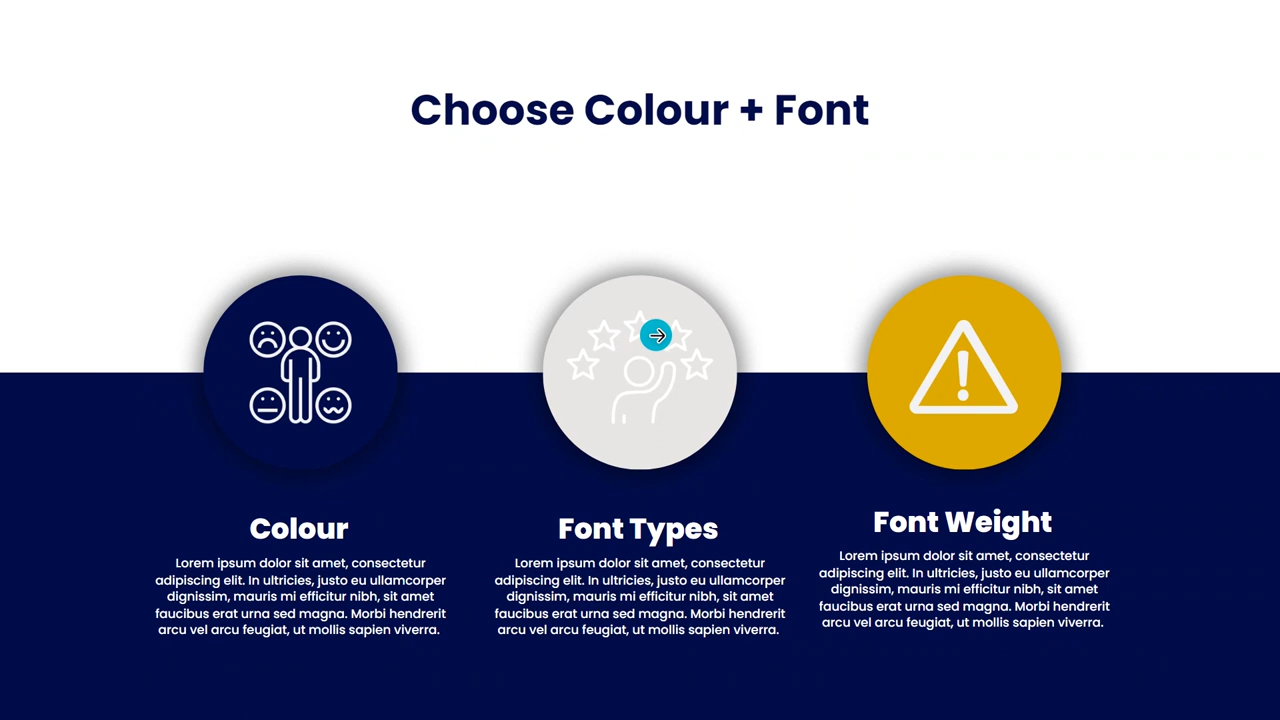 Choose Colour + Font
Colour
Lorem ipsum dolor sit amet, consectetur
adipiscing elit. In ultricies, justo eu ullamcorper
dignissim, mauris mi efficitur nibh, sit amet
faucibus erat urna sed magna. Morbi hendrerit
arcu vel arcu feugiat, ut mollis sapien viverra.
Font Types
Lorem ipsum dolor sit amet, consectetur
adipiscing elit. In ultricies, justo eu ullamcorper
dignissim, mauris mi efficitur nibh, sit amet
faucibus erat urna sed magna. Morbi hendrerit
arcu vel arcu feugiat, ut mollis sapien viverra.
Font Weight
Lorem ipsum dolor sit amet, consectetur
adipiscing elit. In ultricies, justo eu ullamcorper
dignissim, mauris mi efficitur nibh, sit amet
faucibus erat urna sed magna. Morbi hendrerit
arcu vel arcu feugiat, ut mollis sapien viverra.